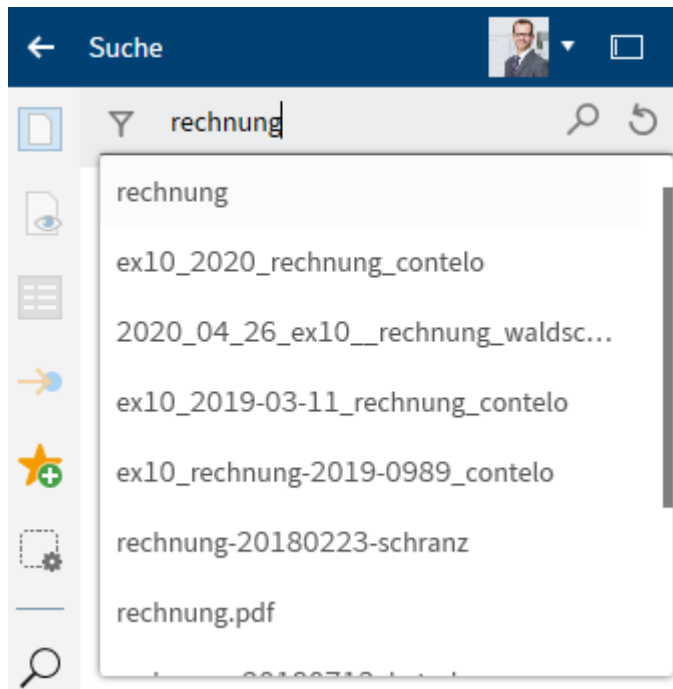 Suche
rechnung
rechnung
ex10_2020_rechnung_contelo
2020_04_26_ex10__rechnung_waldsc...
ex10_2019-03-11_rechnung_contelo
ex10_rechnung-2019-0989_contelo
rechnung-20180223-schranz
rechnung.pdf